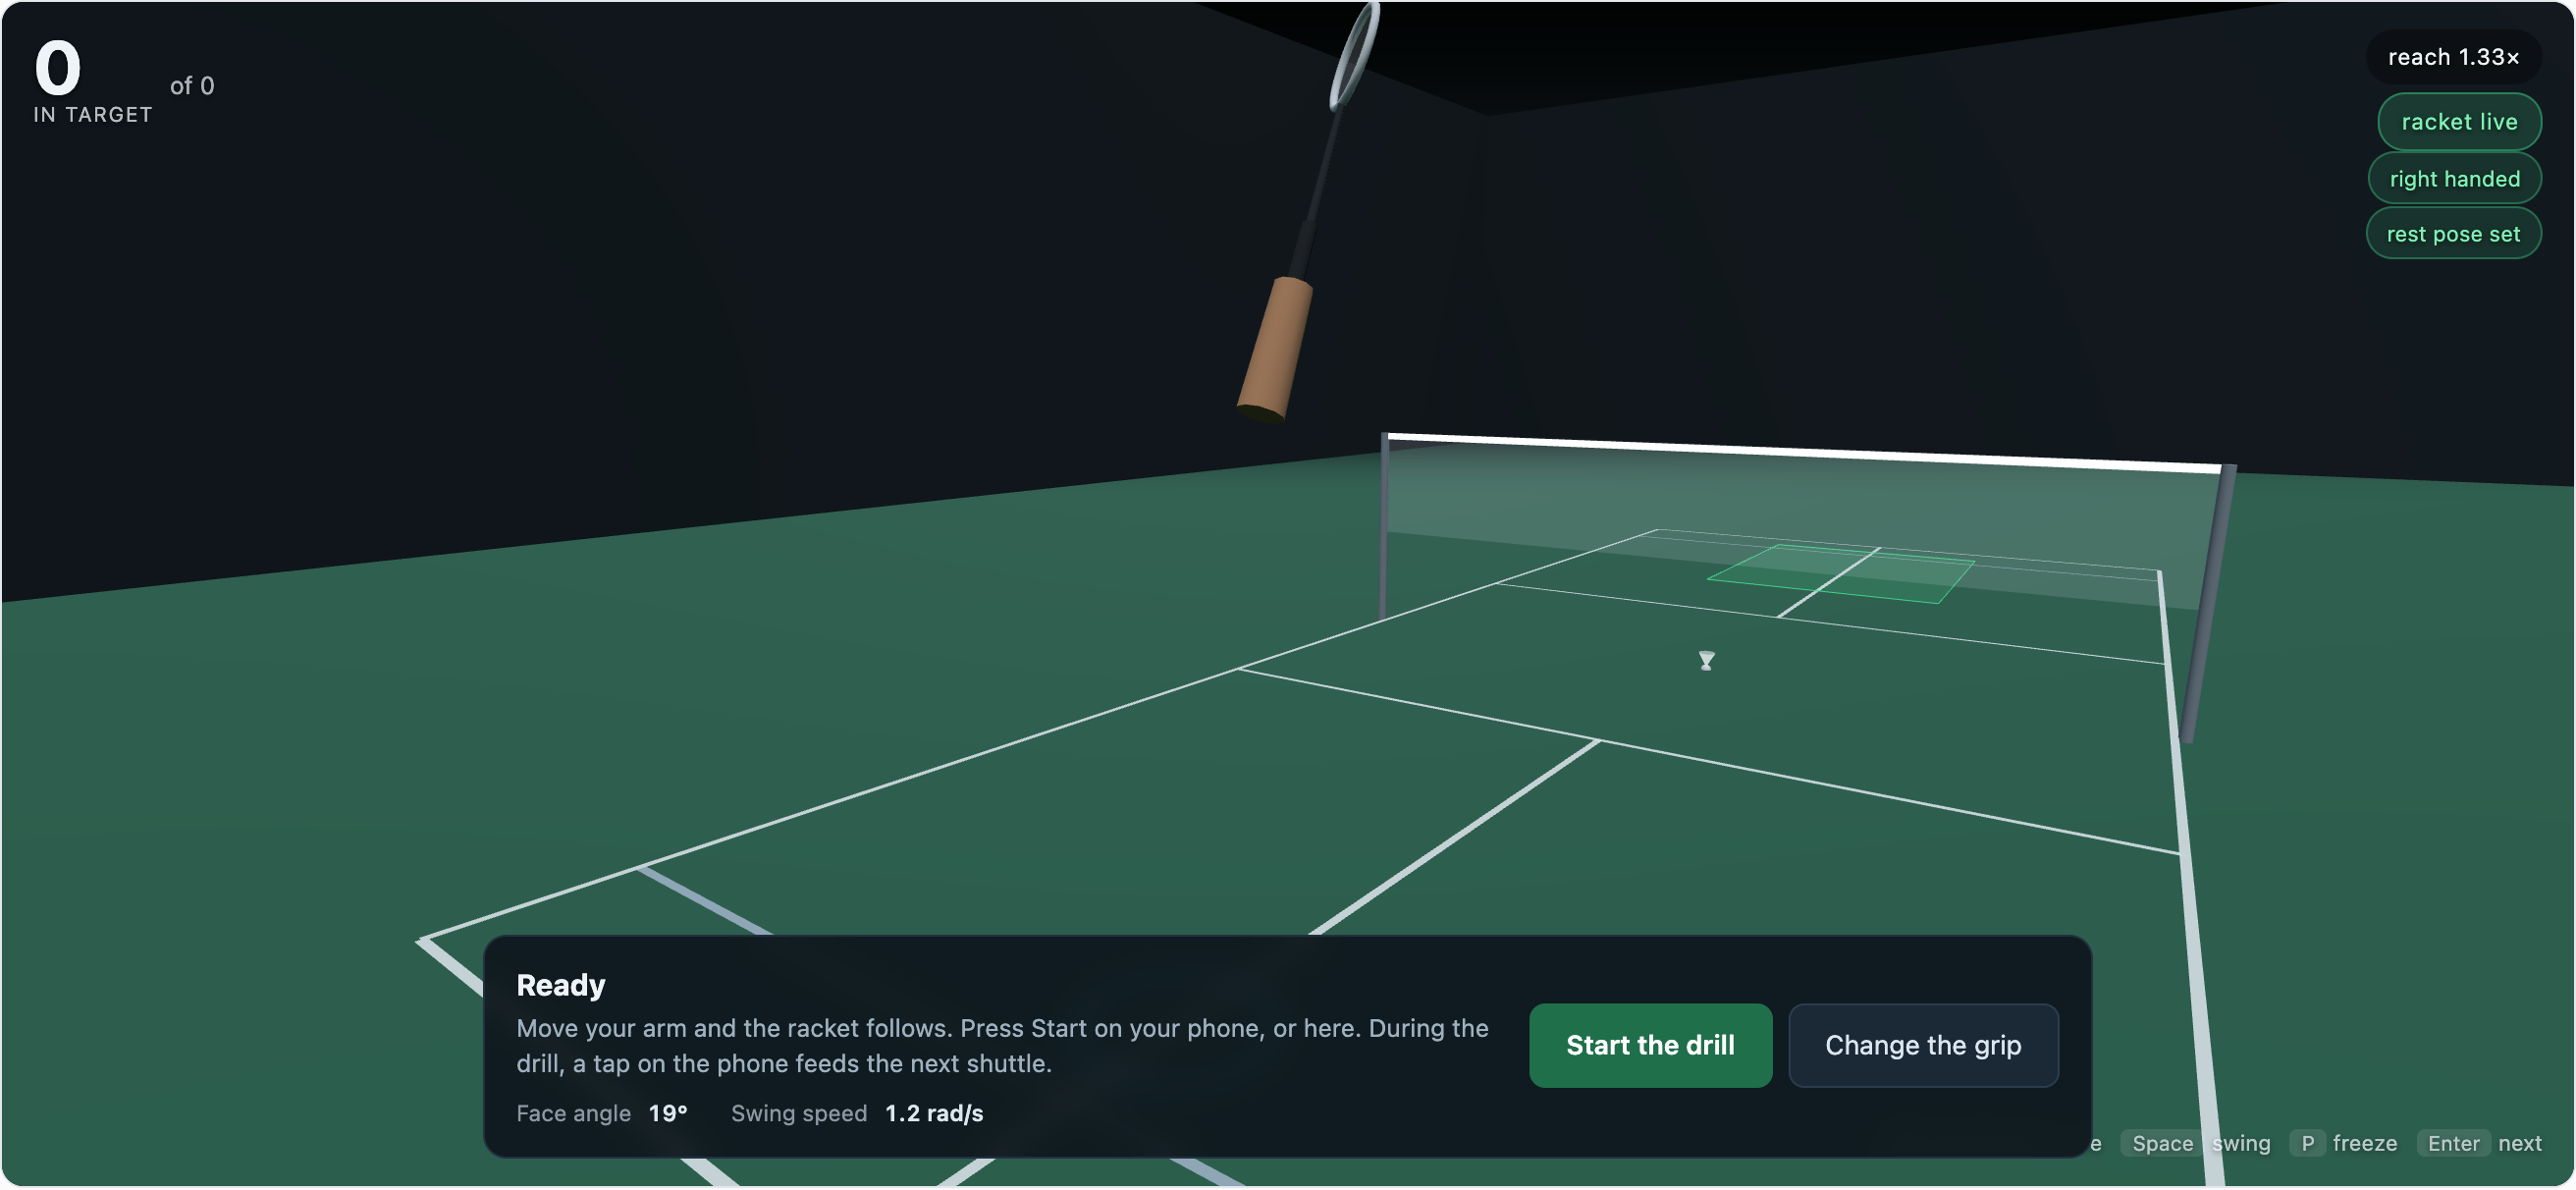 0
of 0
IN TARGET
reach 1.33×
racket live
right handed
rest pose set
Ready
Move your arm and the racket follows. Press Start on your phone, or here. During the
drill, a tap on the phone feeds the next shuttle.
Face angle 19° Swing speed 1.2 rad/s
Start the drill
Change the grip
e Space swing P freeze Enter next